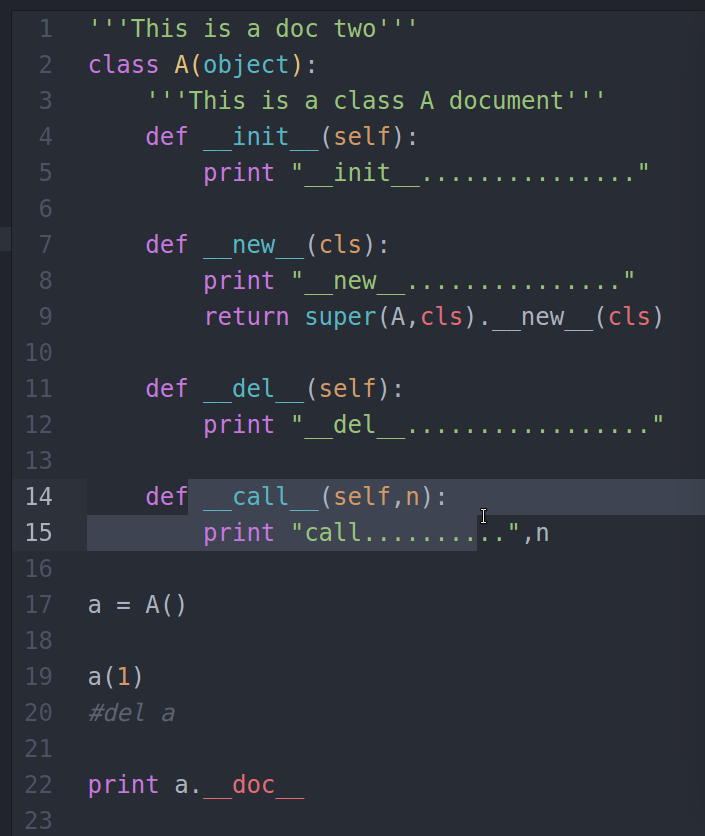 1 '''This is a doc two'''
2 class A(object):
3     '''This is a class A document'''
4     def __init__(self):
5         print "__init__..............."
6
7     def __new__(cls):
8         print "__new__..............."
9         return super(A,cls).__new__(cls)
10
11     def __del__(self):
12         print "__del__................."
13
14     def __call__(self,n):
15         print "call..........",n
16
17 a = A()
18
19 a(1)
20 #del a
21
22 print a.__doc__
23